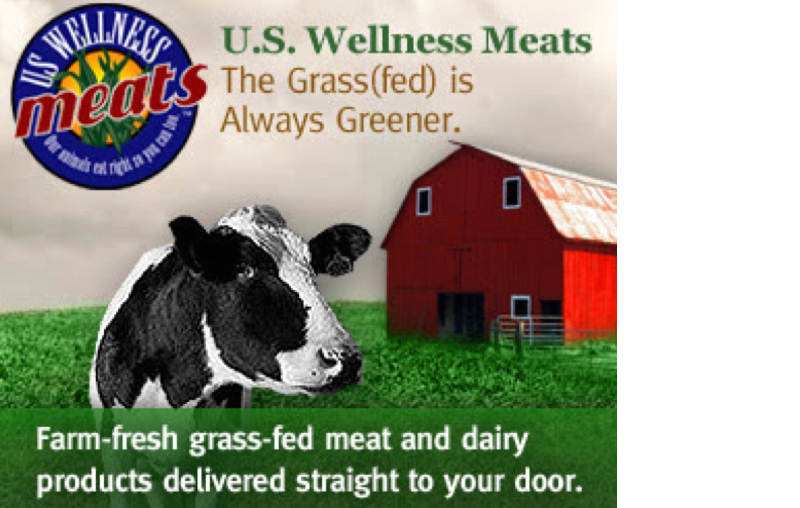 US WELLNESS
meats
Our animals eat right so you can too.
U.S. Wellness Meats
The Grass(fed) is
Always Greener.
Farm-fresh grass-fed meat and dairy
products delivered straight to your door.